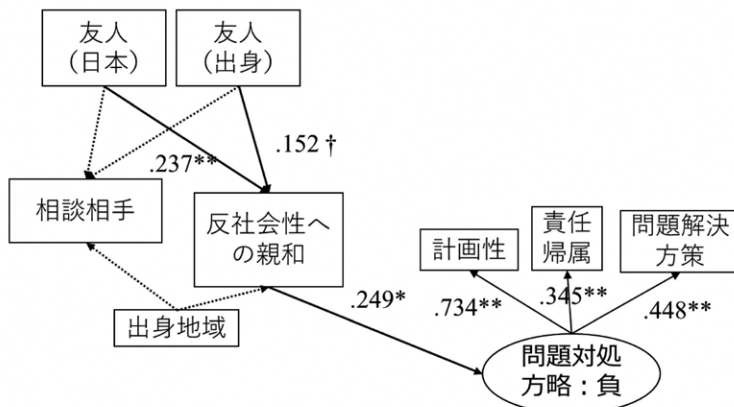 友人
(日本)
友人
(出身)
.237**
.152 †
相談相手
反社会性へ
の親和
計画性
責任
帰属
問題解決
方策
.249*
.734**
.345**
.448**
出身地域
問題対処
方略：負